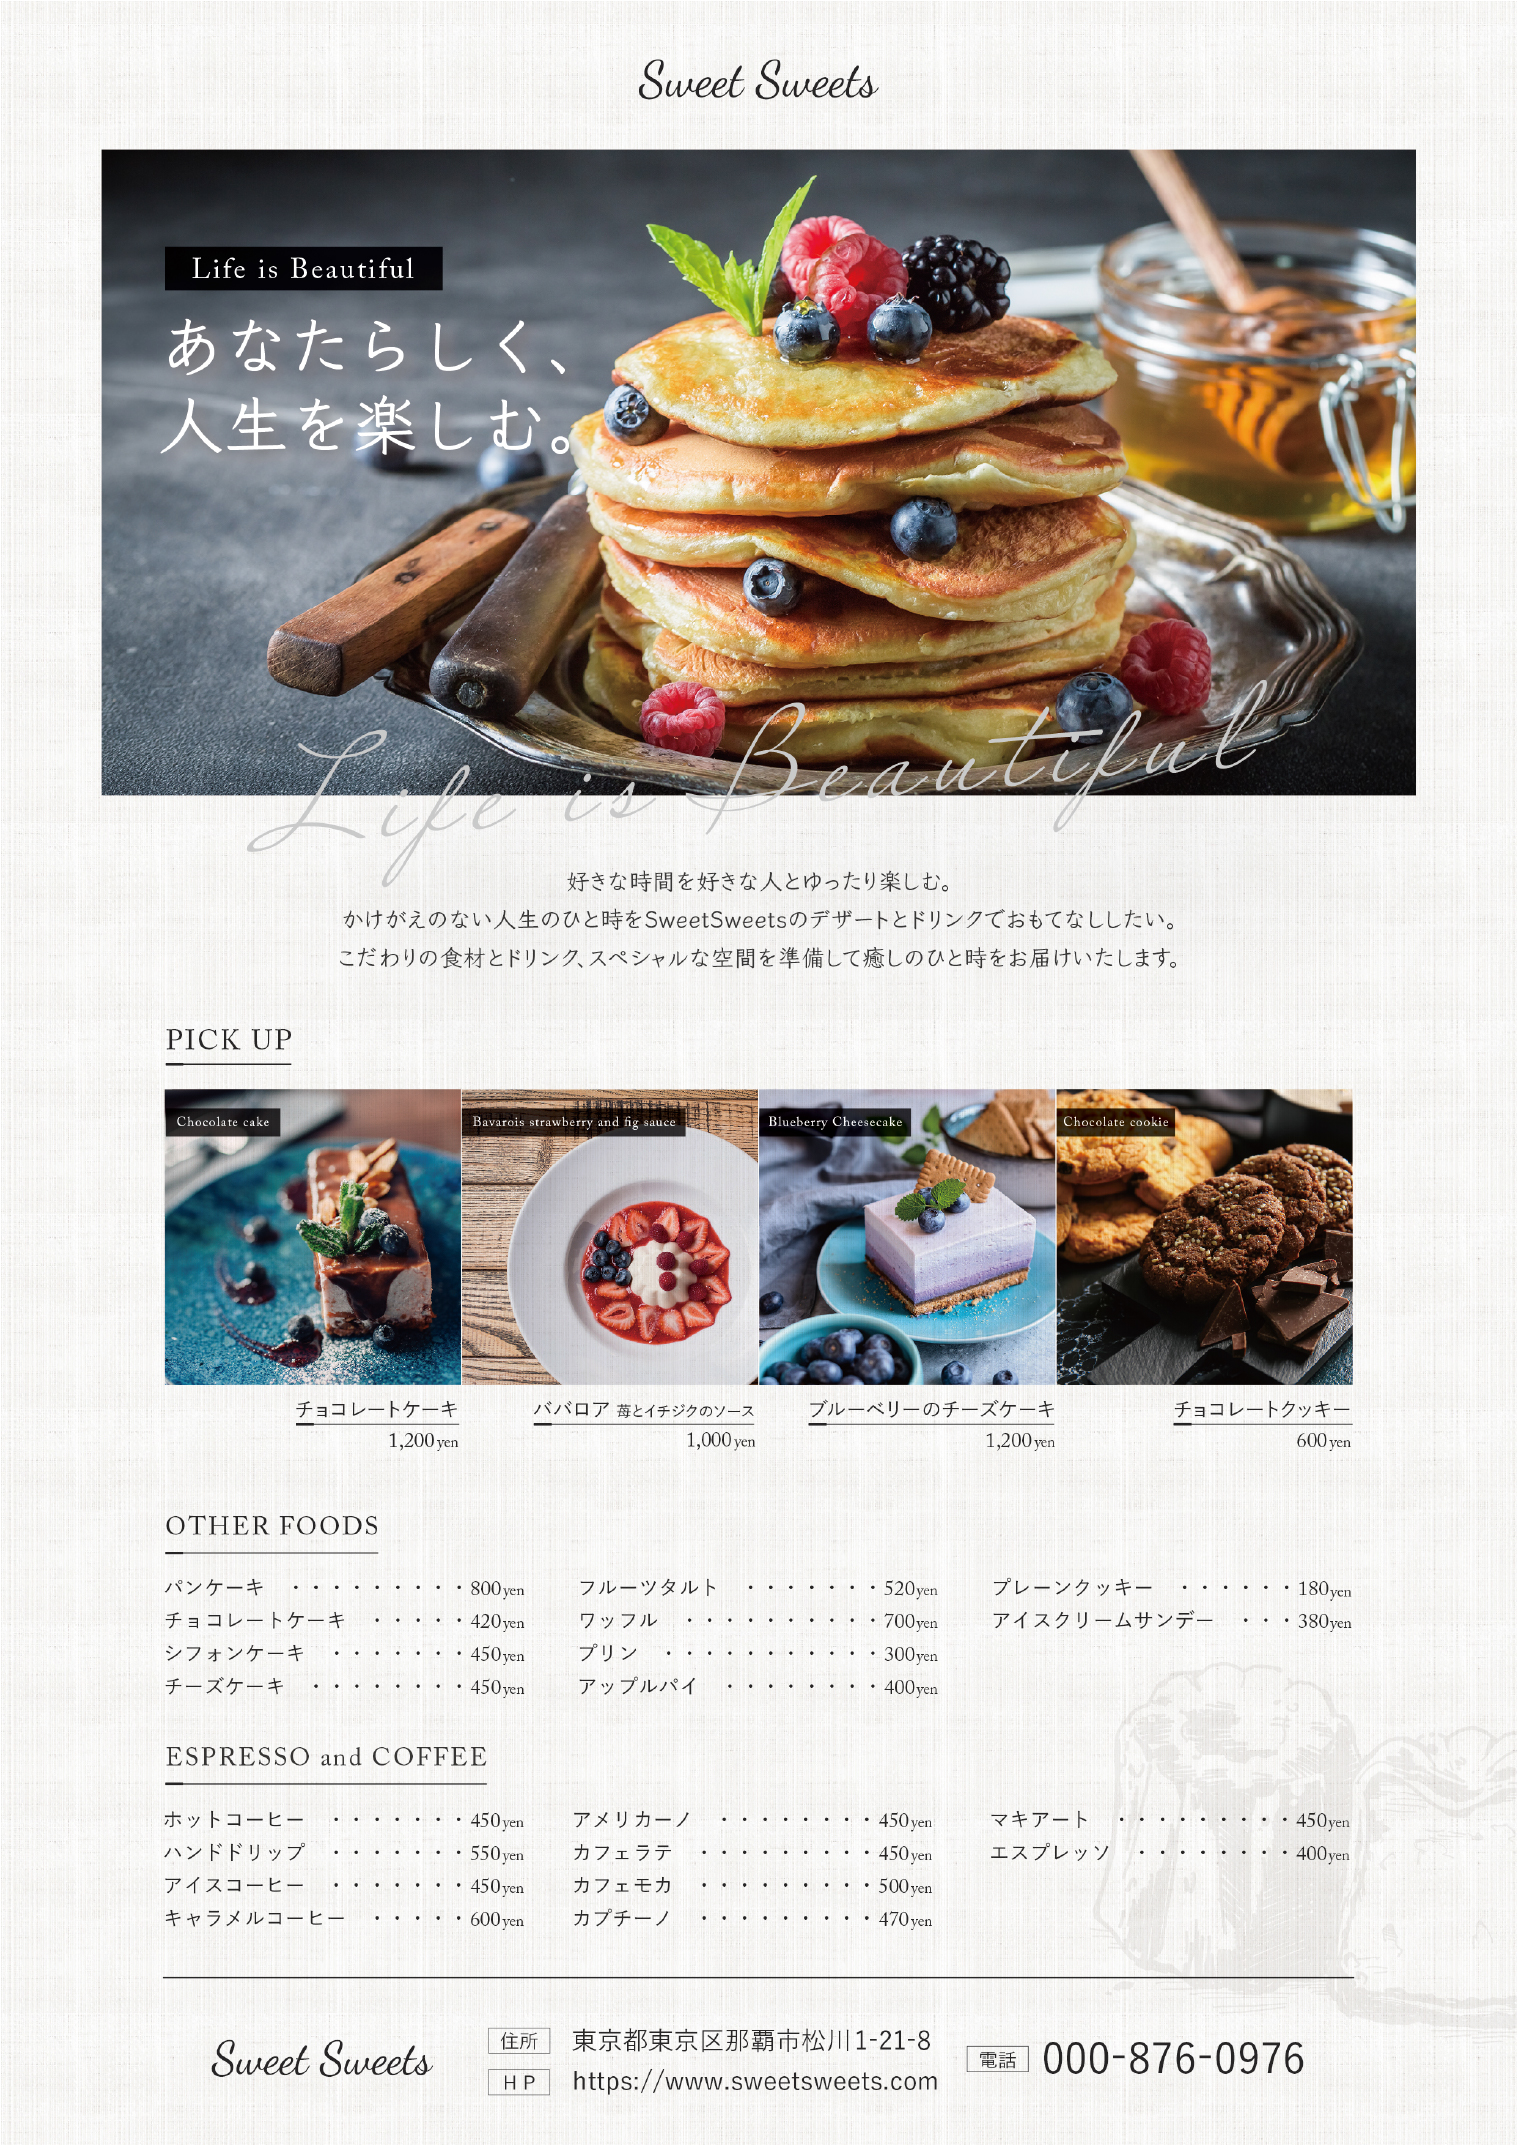 Sweet Sweets
Life is Beautiful
あなたらしく、
人生を楽しむ。
Life is Beautiful
好きな時間を好きな人とゆったり楽しむ。
かけがえのない人生のひと時をSweetSweetsのデザートとドリンクでおもてなししたい。
こだわりの食材とドリンク、スペシャルな空間を準備して癒しのひと時をお届けいたします。
PICK UP
Chocolate cake
Bavarois strawberry and fig sauce
Blueberry Cheesecake
Chocolate cookie
チョコレートケーキ
1,200yen
ババロア 苺とイチジクのソース
1,000yen
ブルーベリーのチーズケーキ
1,200yen
チョコレートクッキー
600yen
OTHER FOODS
パンケーキ ・・・・・・・・・800yen
チョコレートケーキ ・・・・・420yen
シフォンケーキ ・・・・・・・450yen
チーズケーキ ・・・・・・・・450yen
フルーツタルト ・・・・・・・520yen
ワッフル ・・・・・・・・・・700yen
プリン ・・・・・・・・・・・300yen
アップルパイ ・・・・・・・・400yen
プレーンクッキー ・・・・・・180yen
アイスクリームサンデー ・・・380yen
ESPRESSO and COFFEE
ホットコーヒー ・・・・・・・450yen
ハンドドリップ ・・・・・・・550yen
アイスコーヒー ・・・・・・・450yen
キャラメルコーヒー ・・・・・600yen
アメリカーノ ・・・・・・・・450yen
カフェラテ ・・・・・・・・・450yen
カフェモカ ・・・・・・・・・500yen
カプチーノ ・・・・・・・・・470yen
マキアート ・・・・・・・・・450yen
エスプレッソ ・・・・・・・・400yen
Sweet Sweets
住所 東京都東京区那覇市松川1-21-8
HP https://www.sweetsweets.com
電話 000-876-0976